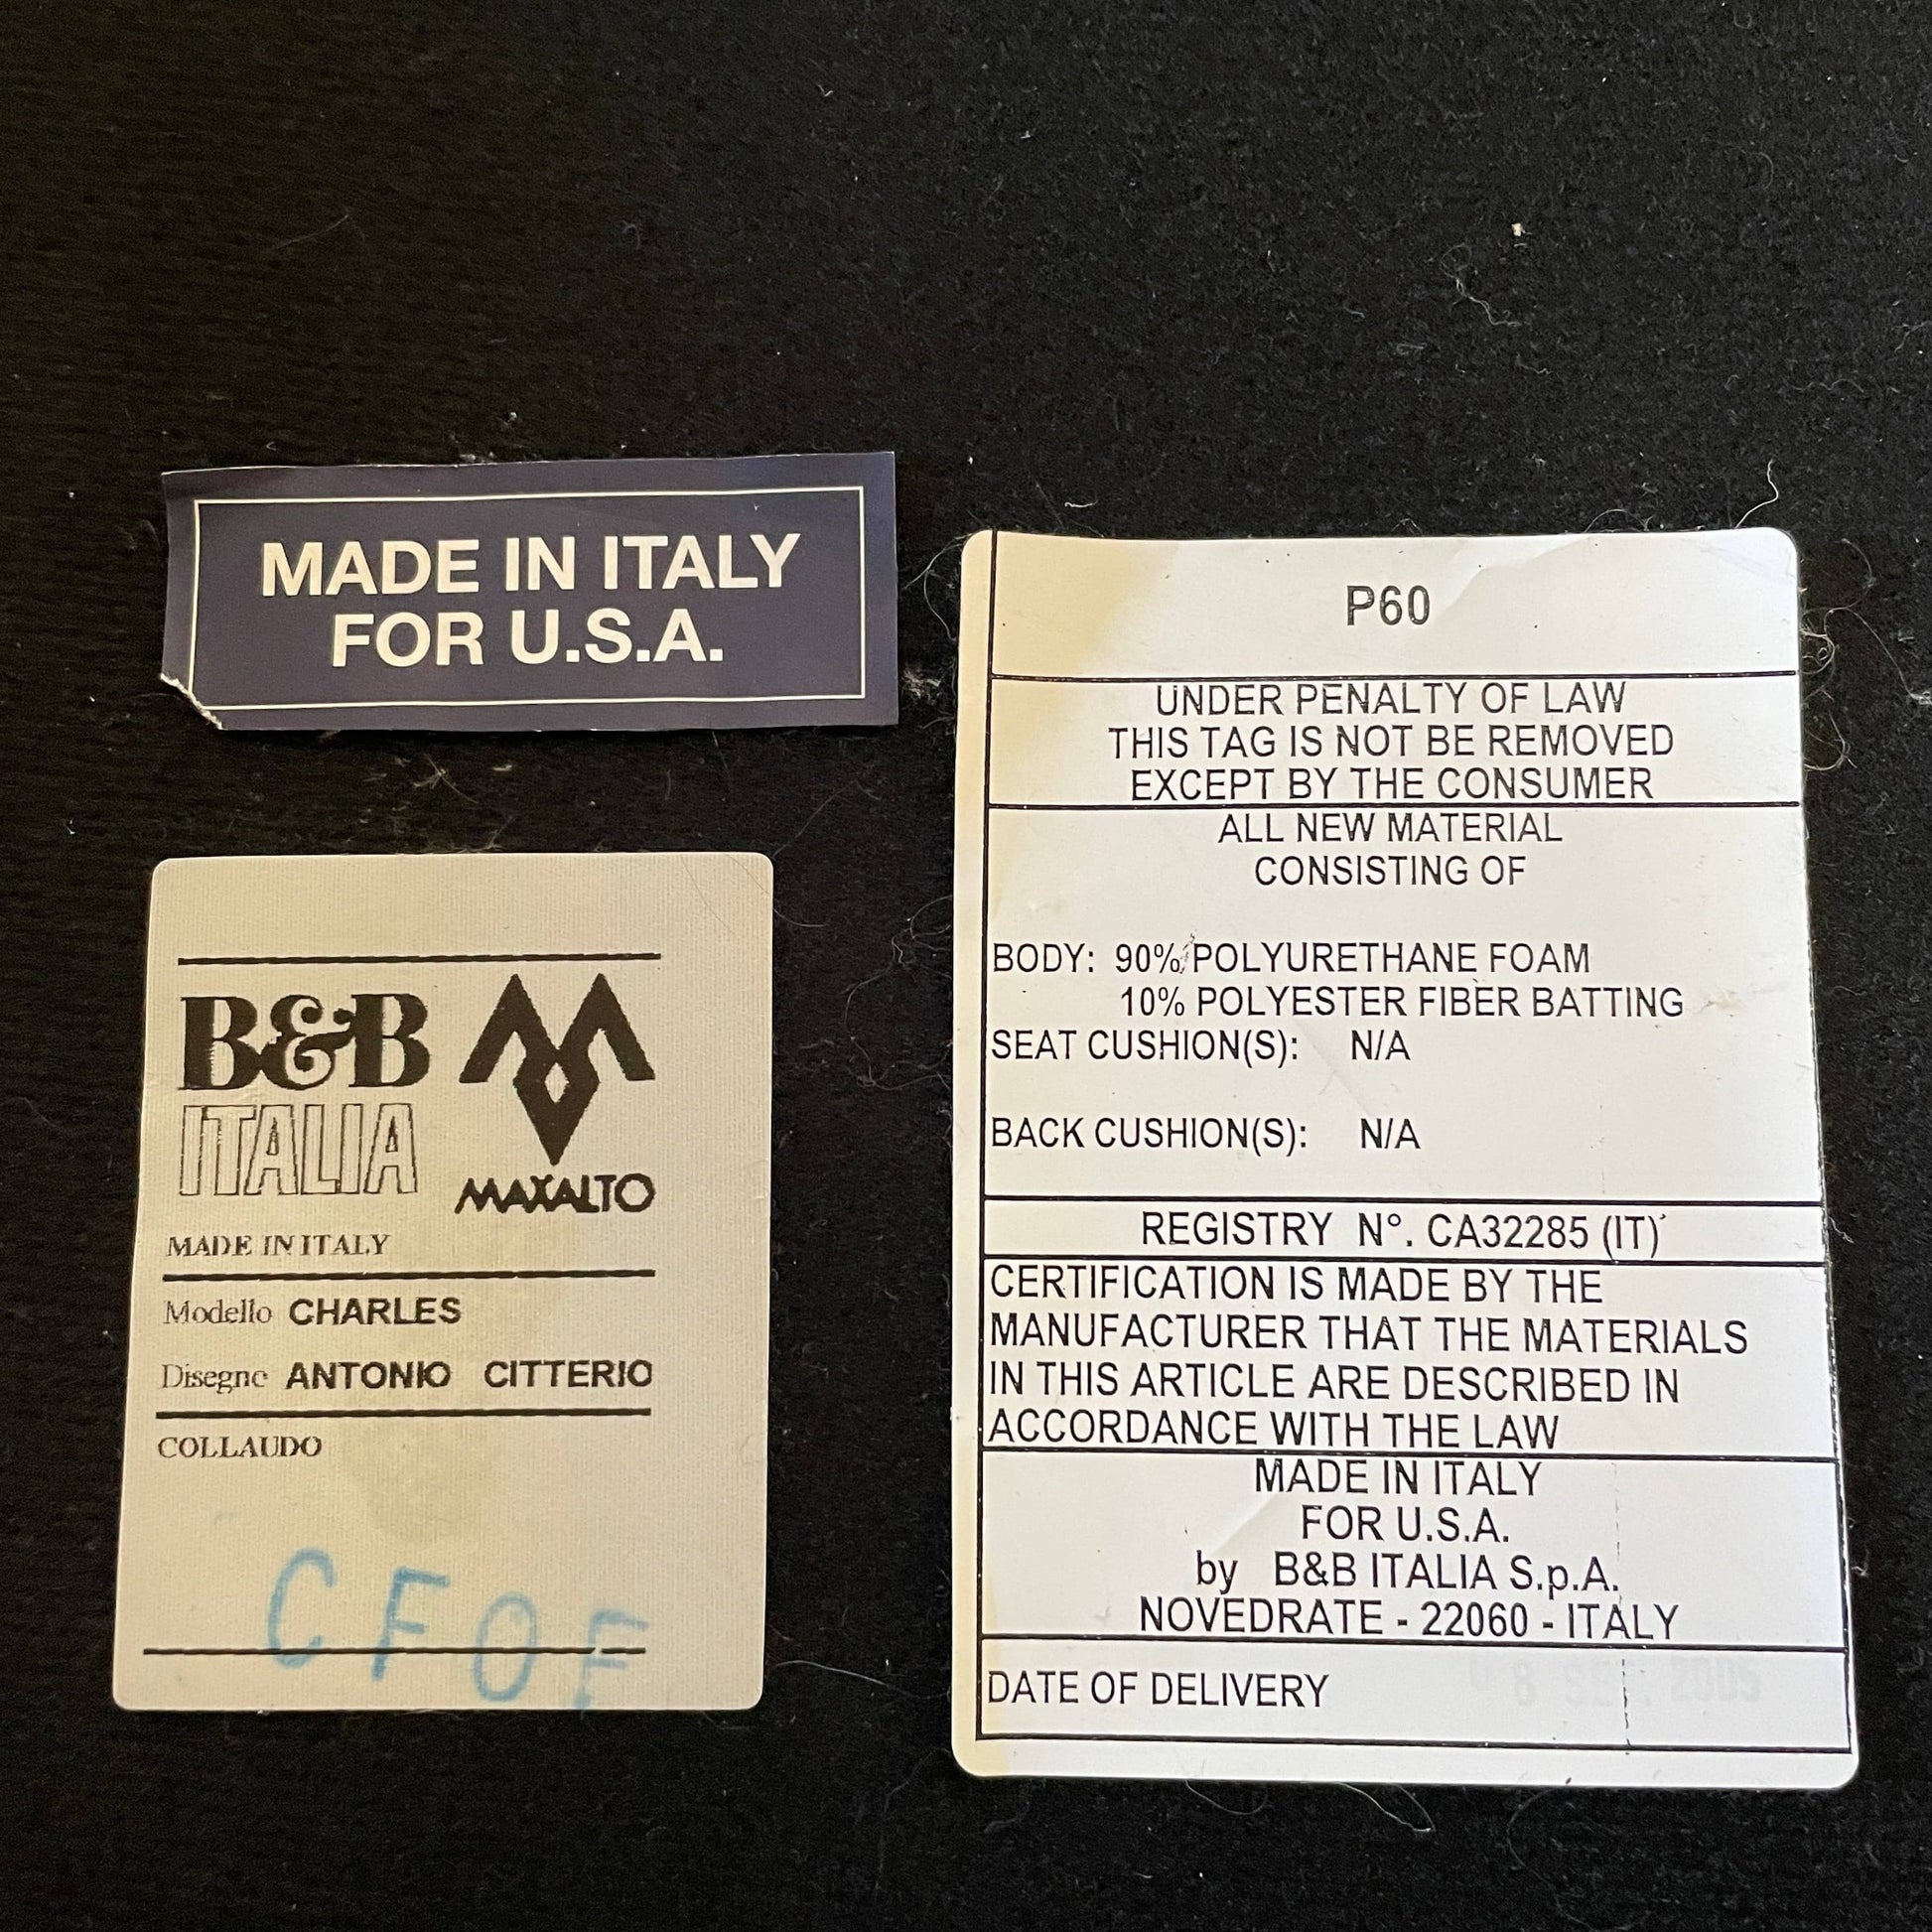 MADE IN ITALY
FOR U.S.A.
B&B
ITALIA
MAXALTO
MADE IN ITALY
Modello CHARLES
Disegno ANTONIO CITTERIO
COLLAUDO
CFOF
P60
UNDER PENALTY OF LAW
THIS TAG IS NOT BE REMOVED
EXCEPT BY THE CONSUMER
ALL NEW MATERIAL
CONSISTING OF
BODY: 90% POLYURETHANE FOAM
10% POLYESTER FIBER BATTING
SEAT CUSHION(S): N/A
BACK CUSHION(S): N/A
REGISTRY N°. CA32285 (IT)
CERTIFICATION IS MADE BY THE
MANUFACTURER THAT THE MATERIALS
IN THIS ARTICLE ARE DESCRIBED IN
ACCORDANCE WITH THE LAW
MADE IN ITALY
FOR U.S.A.
by B&B ITALIA S.p.A.
NOVEDRATE - 22060 - ITALY
DATE OF DELIVERY